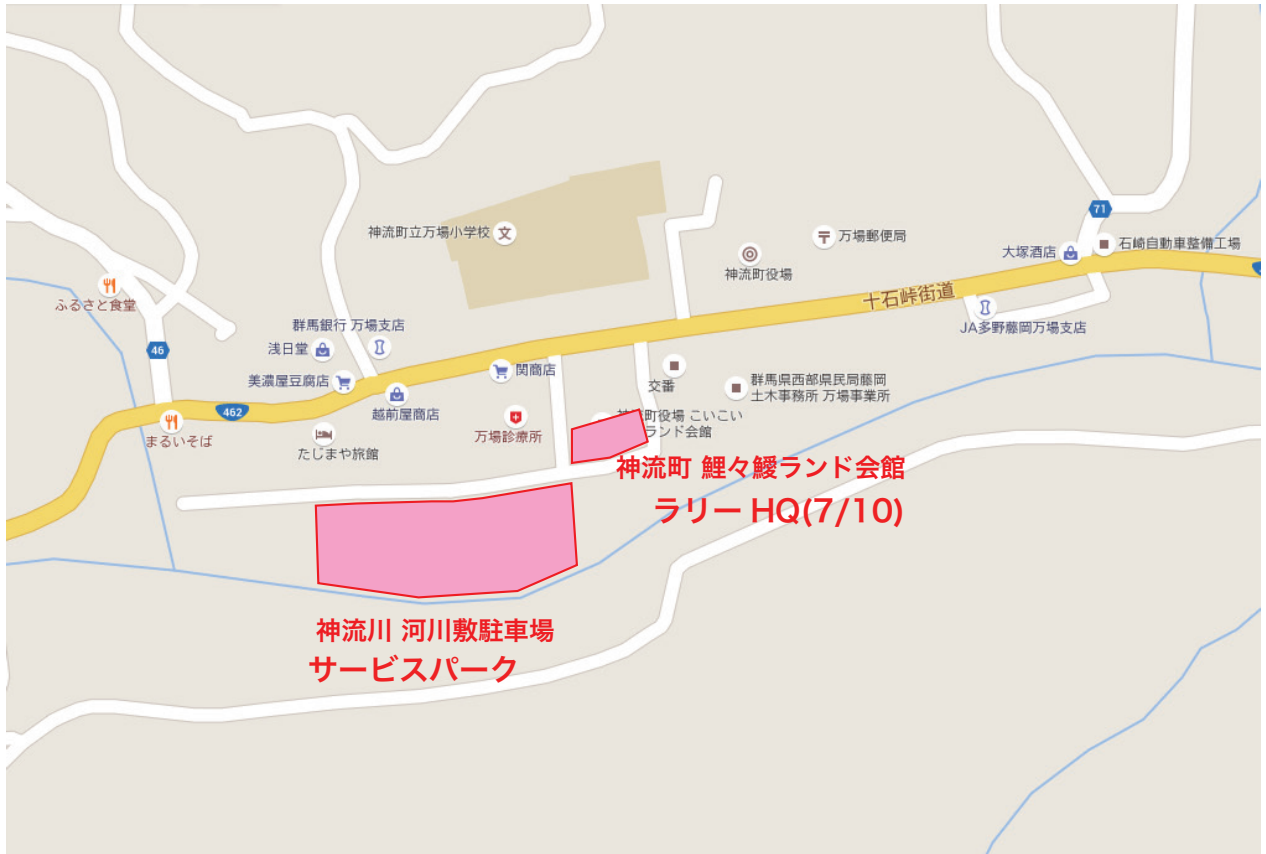 71
神流町立万場小学校
万場郵便局
石崎自動車整備工場
大塚酒店
神流町役場
十石峠街道
ふるさと食堂
群馬銀行 万場支店
JA多野藤岡万場支店
浅日堂
46
関商店
美濃屋豆腐店
交番
群馬県西部県民局藤岡
土木事務所 万場事業所
462
越前屋商店
まるいそば
万場診療所
町役場 こいこい
ランド会館
たじまや旅館
神流町 鯉々鰀ランド会館
ラリーHQ(7/10)
神流川 河川敷駐車場
サービスパーク